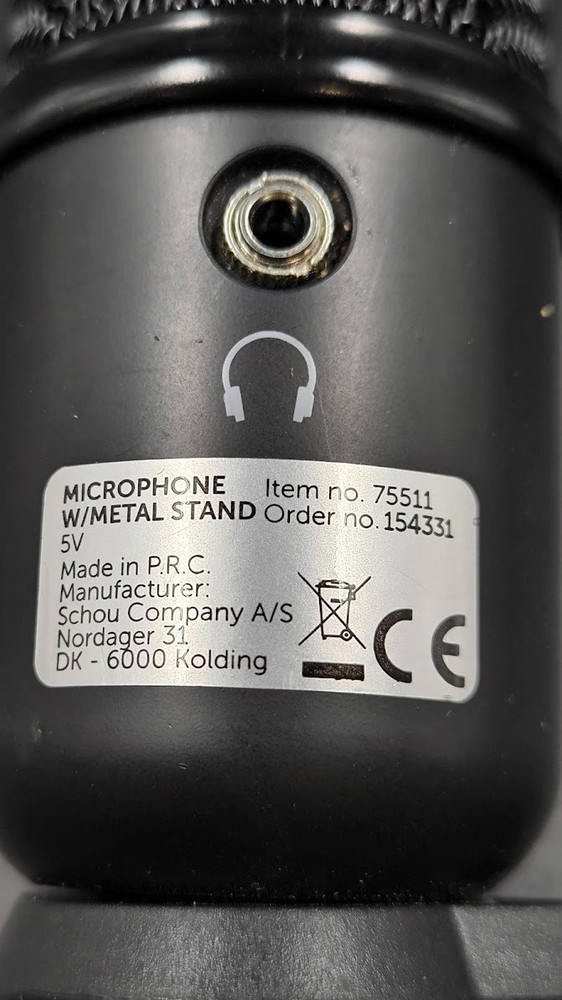 MICROPHONE
W/METAL STAND
5V
Made in P.R.C.
Manufacturer:
Schou Company A/S
Nordager 31
DK - 6000 Kolding
Item no. 75511
Order no. 154331
CE